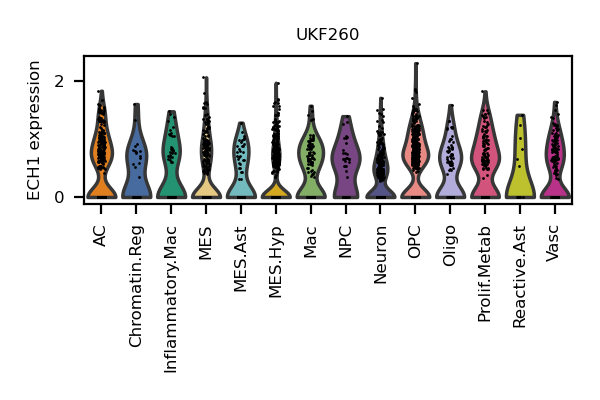 UKF260
ECH1 expression
2
0
AC
Chromatin.Reg
Inflammatory.Mac
MES
MES.Ast
MES.Hyp
Mac
NPC
Neuron
OPC
Oligo
Prolif.Metab
Reactive.Ast
Vasc